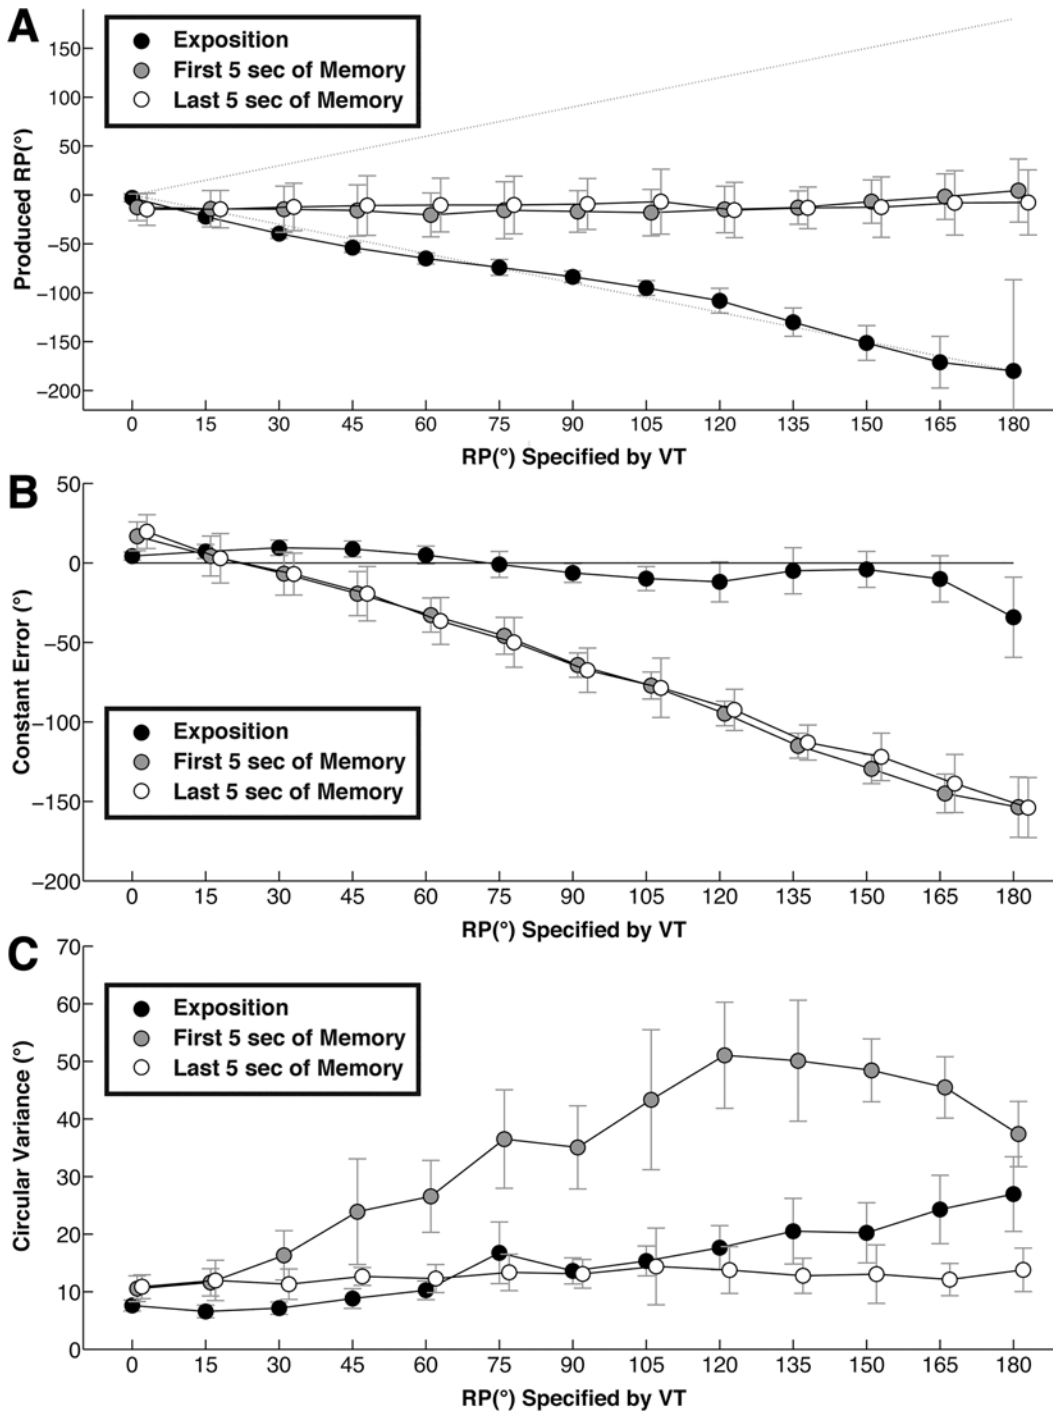 A
Exposition
First 5 sec of Memory
Last 5 sec of Memory
Produced RP(°)
150
100
50
0
−50
−100
−150
−200
0 15 30 45 60 75 90 105 120 135 150 165 180
RP(°) Specified by VT
B
Constant Error (°)
50
0
−50
−100
−150
−200
Exposition
First 5 sec of Memory
Last 5 sec of Memory
0 15 30 45 60 75 90 105 120 135 150 165 180
RP(°) Specified by VT
C
Circular Variance (°)
70
60
50
40
30
20
10
0
Exposition
First 5 sec of Memory
Last 5 sec of Memory
0 15 30 45 60 75 90 105 120 135 150 165 180
RP(°) Specified by VT